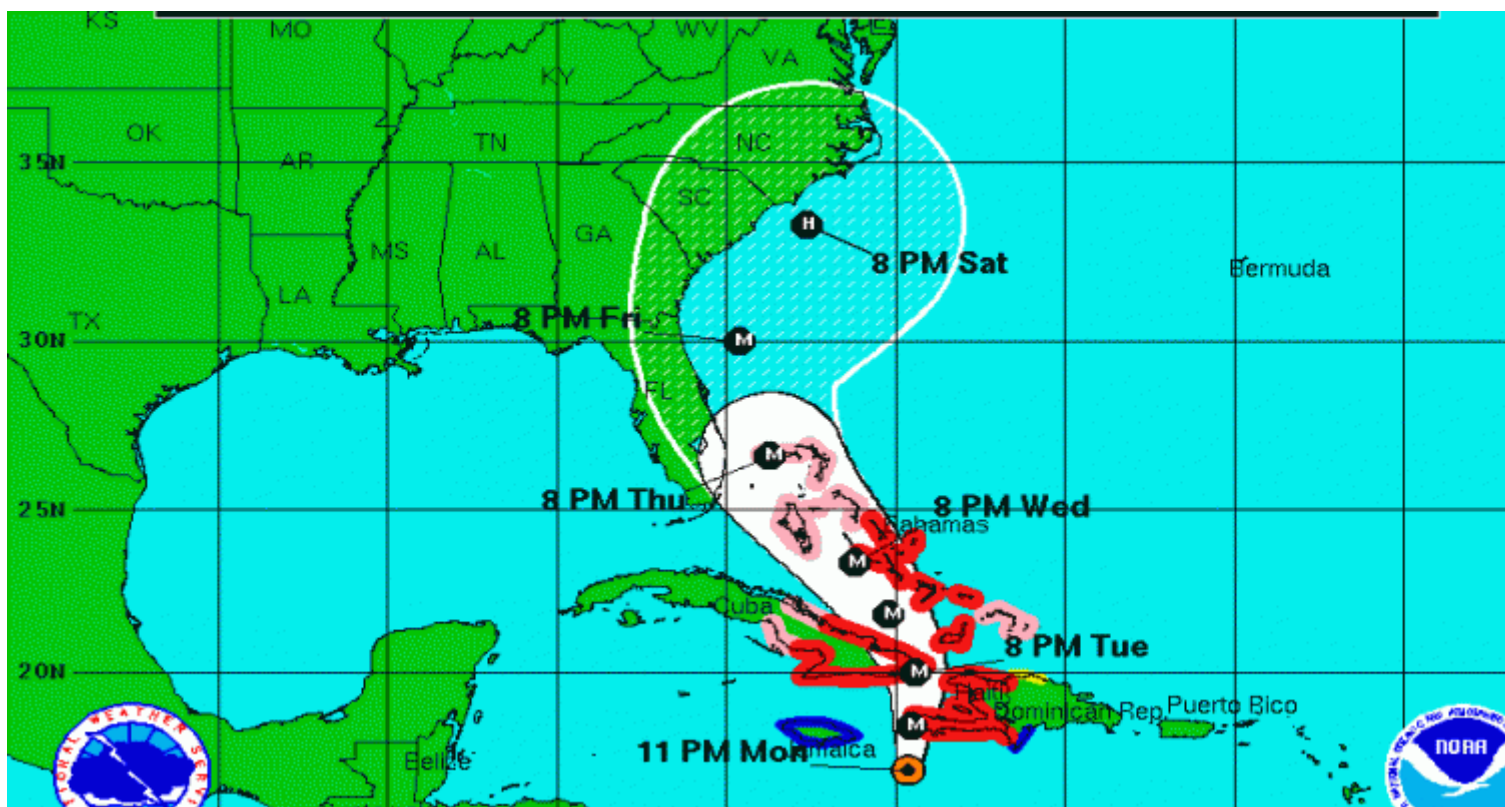 KS
MO
WV
VA
KY
OK
TN
NC
35N
AR
SC
MS
AL
GA
8 PM Sat
Bermuda
LA
TX
8 PM Fri
30N
FL
8 PM Thu
8 PM Wed
25N
Bahamas
Cuba
8 PM Tue
20N
Haiti
Dominican Rep
Puerto Rico
11 PM Mon
Jamaica
Belize
NOAA
WEATHER